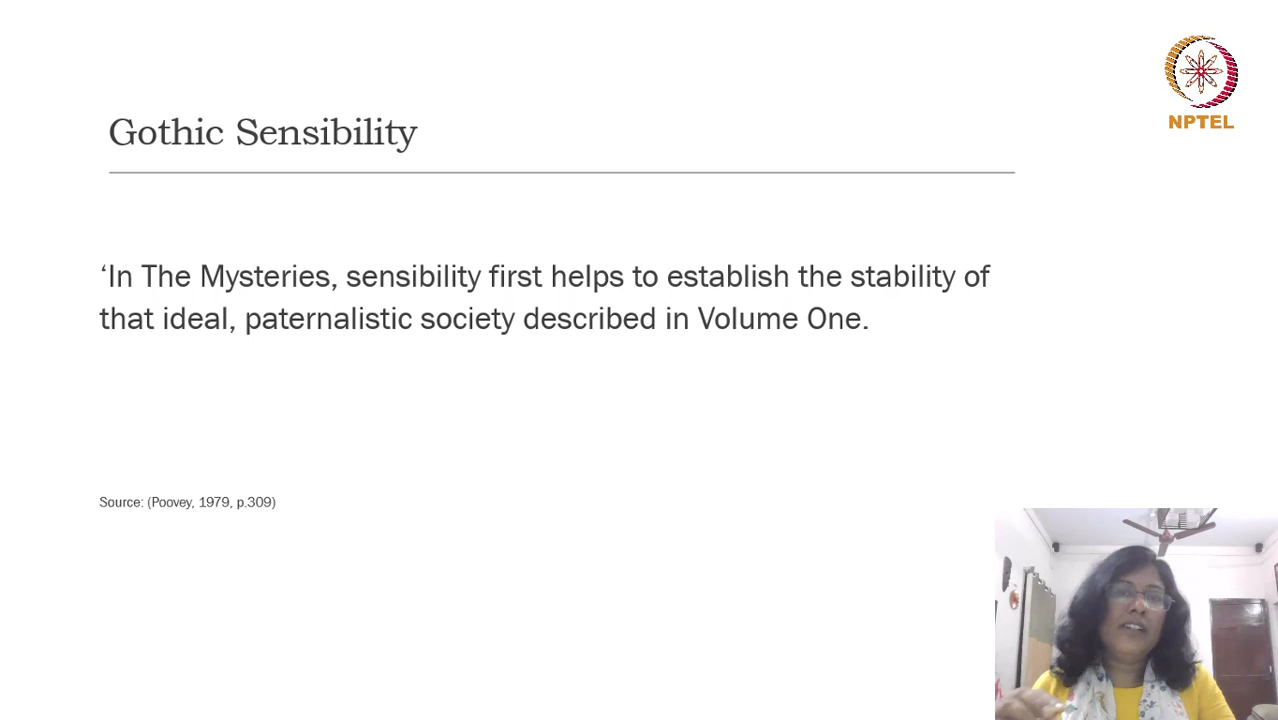 NPTEL
Gothic Sensibility
‘In The Mysteries, sensibility first helps to establish the stability of
that ideal, paternalistic society described in Volume One.
Source: (Poovey, 1979, p.309)